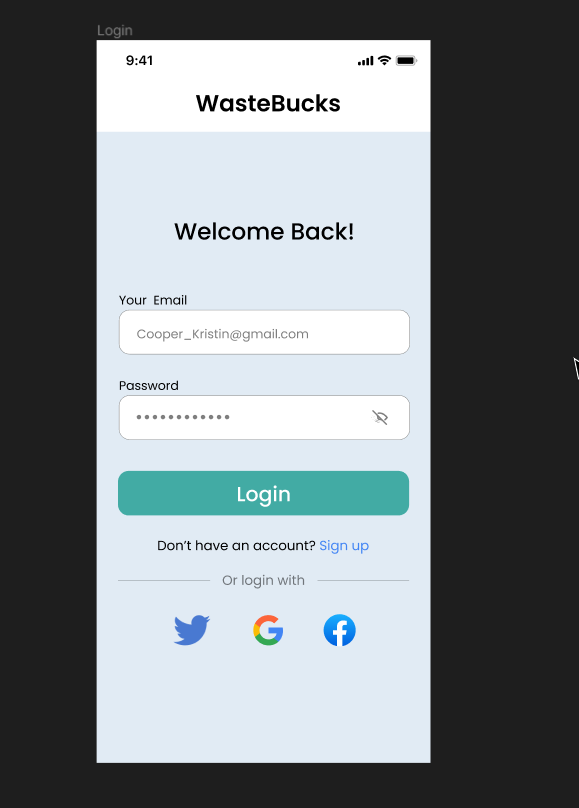 Login
9:41
WasteBucks
Welcome Back!
Your Email
Cooper_Kristin@gmail.com
Password
••••••••••••
Login
Don't have an account? Sign up
Or login with